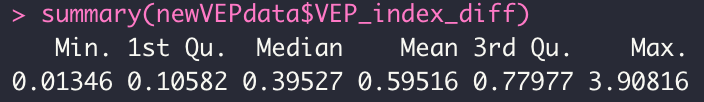 > summary(newVEPdata$VEP_index_diff)
Min. 1st Qu. Median Mean 3rd Qu. Max.
0.01346 0.10582 0.39527 0.59516 0.77977 3.90816